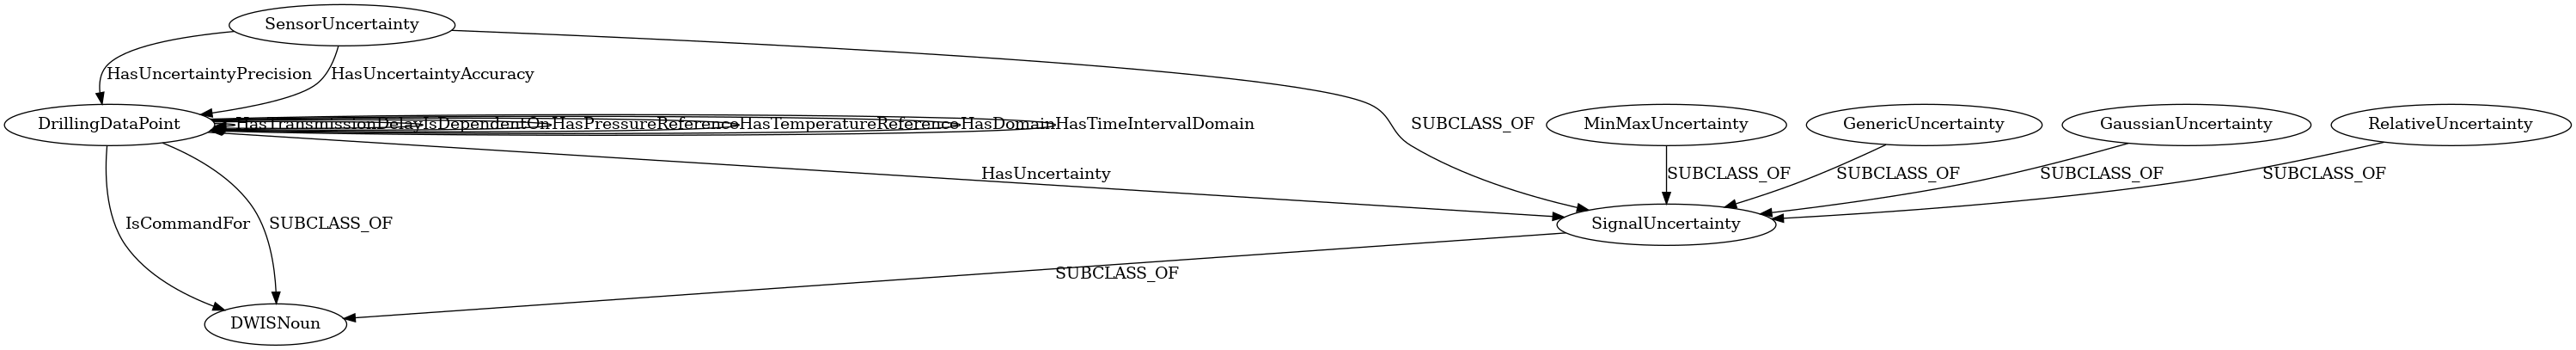 SensorUncertainty
HasUncertaintyPrecision
HasUncertaintyAccuracy
DrillingDataPoint
HasTransmissionDelay
IsDependentOn
HasPressureReference
HasTemperatureReference
HasDomain
HasTimeIntervalDomain
SUBCLASS_OF
MinMaxUncertainty
GenericUncertainty
GaussianUncertainty
RelativeUncertainty
HasUncertainty
SUBCLASS_OF
SUBCLASS_OF
SUBCLASS_OF
SUBCLASS_OF
IsCommandFor
SUBCLASS_OF
SignalUncertainty
SUBCLASS_OF
DWISNoun